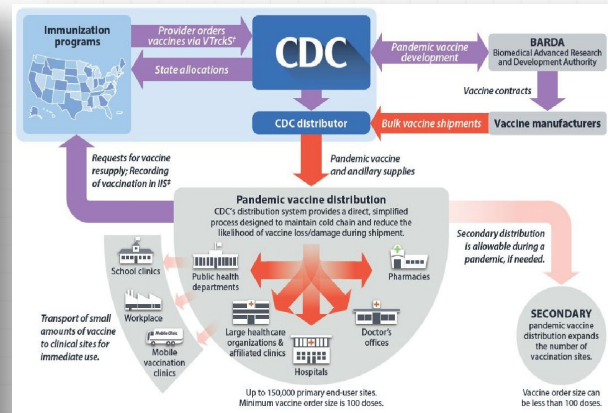 Immunization
programs
Provider orders
vaccines via VTrckS†
State allocations
CDC
Pandemic vaccine
development
BARDA
Biomedical Advanced Research
and Development Authority
Vaccine contracts
CDC distributor
Bulk vaccine shipments
Vaccine manufacturers
Requests for vaccine
resupply; Recording
of vaccination in IIS‡
Pandemic vaccine
and ancillary supplies
Pandemic vaccine distribution
CDC's distribution system provides a direct, simplified
process designed to maintain cold chain and reduce the
likelihood of vaccine loss/damage during shipment.
Secondary distribution
is allowable during a
pandemic, if needed.
School clinics
Public health
departments
Pharmacies
Workplace
Transport of small
amounts of vaccine
to clinical sites for
immediate use.
Mobile Clinic
Mobile
vaccination
clinics
Large healthcare
organizations &
affiliated clinics
Hospitals
Doctor's
offices
SECONDARY
pandemic vaccine
distribution expands
the number of
vaccination sites.
Up to 150,000 primary end-user sites.
Minimum vaccine order size is 100 doses.
Vaccine order size can
be less than 100 doses.